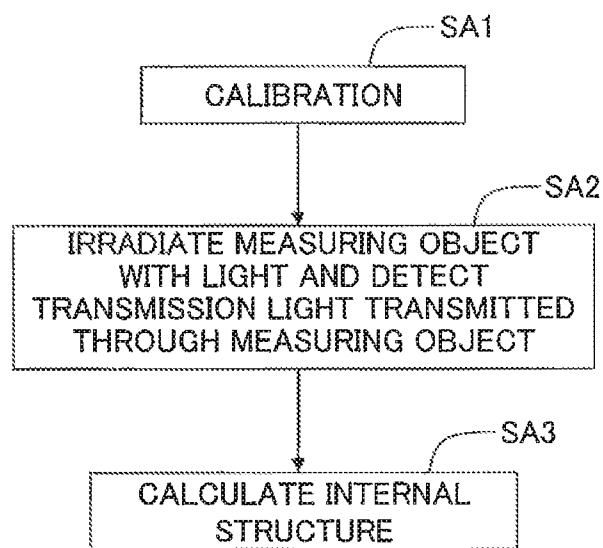 SA1
CALIBRATION
SA2
IRRADIATE MEASURING OBJECT
WITH LIGHT AND DETECT
TRANSMISSION LIGHT TRANSMITTED
THROUGH MEASURING OBJECT
SA3
CALCULATE INTERNAL
STRUCTURE